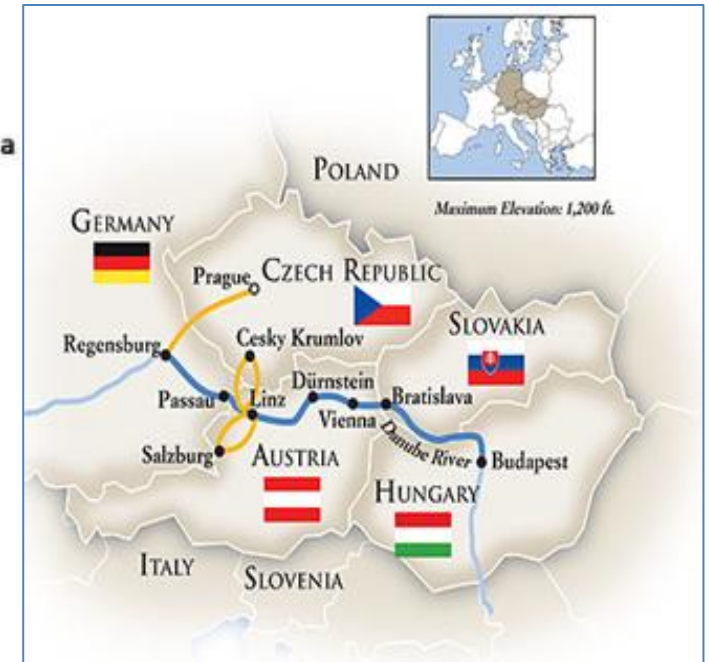 a
POLAND
Maximum Elevation: 1,200 ft.
GERMANY
Prague
CZECH REPUBLIC
SLOVAKIA
Regensburg
Cesky Krumlov
Dürnstein
Passau
Linz
Bratislava
Vienna
Danube River
Salzburg
AUSTRIA
Budapest
HUNGARY
ITALY
SLOVENIA